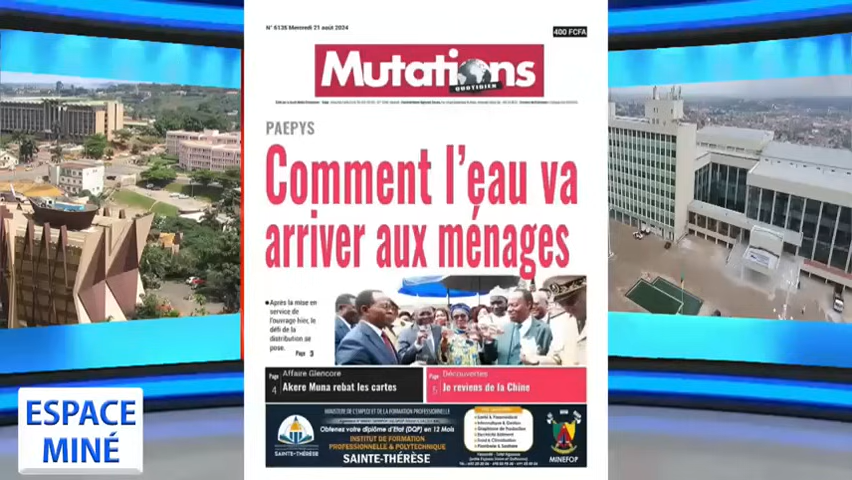 N° 6136 Mercredi 21 août 2024
400 FCFA
Mutations
QUOTIDIEN
PAEPYS
Comment l'eau va
arriver aux ménages
●Après la mise en
service de
l'ouvrage hier, le
défi de la
distribution se
pose.
Page 3
Affaire Glencore
Page 4 Akere Muna rebat les cartes
Découvertes
Page 5 Je reviens de la Chine
MINISTERE DE L'EMPLOI ET DE LA FORMATION PROFESSIONNELLE
Obtenez votre diplôme d'Etat (DQP) en 12 Mois
INSTITUT DE FORMATION
PROFESSIONNELLE & POLYTECHNIQUE
SAINTE-THÉRÈSE
SAINTE-THÉRÈSE
MINEFOP
ESPACE
MINÉ